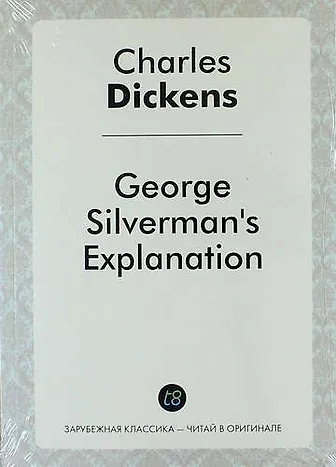 Charles
Dickens
George
Silverman's
Explanation
t8
ЗАРУБЕЖНАЯ КЛАССИКА — ЧИТАЙ В ОРИГИНАЛЕ